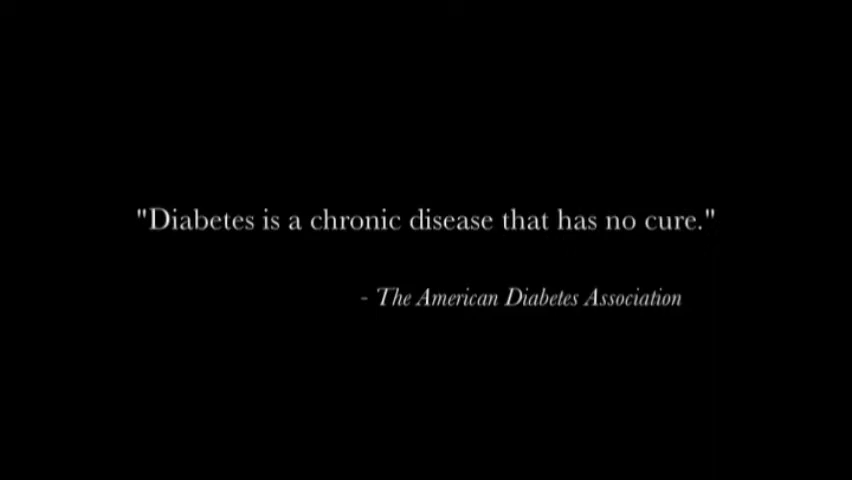 "Diabetes is a chronic disease that has no cure."
- The American Diabetes Association